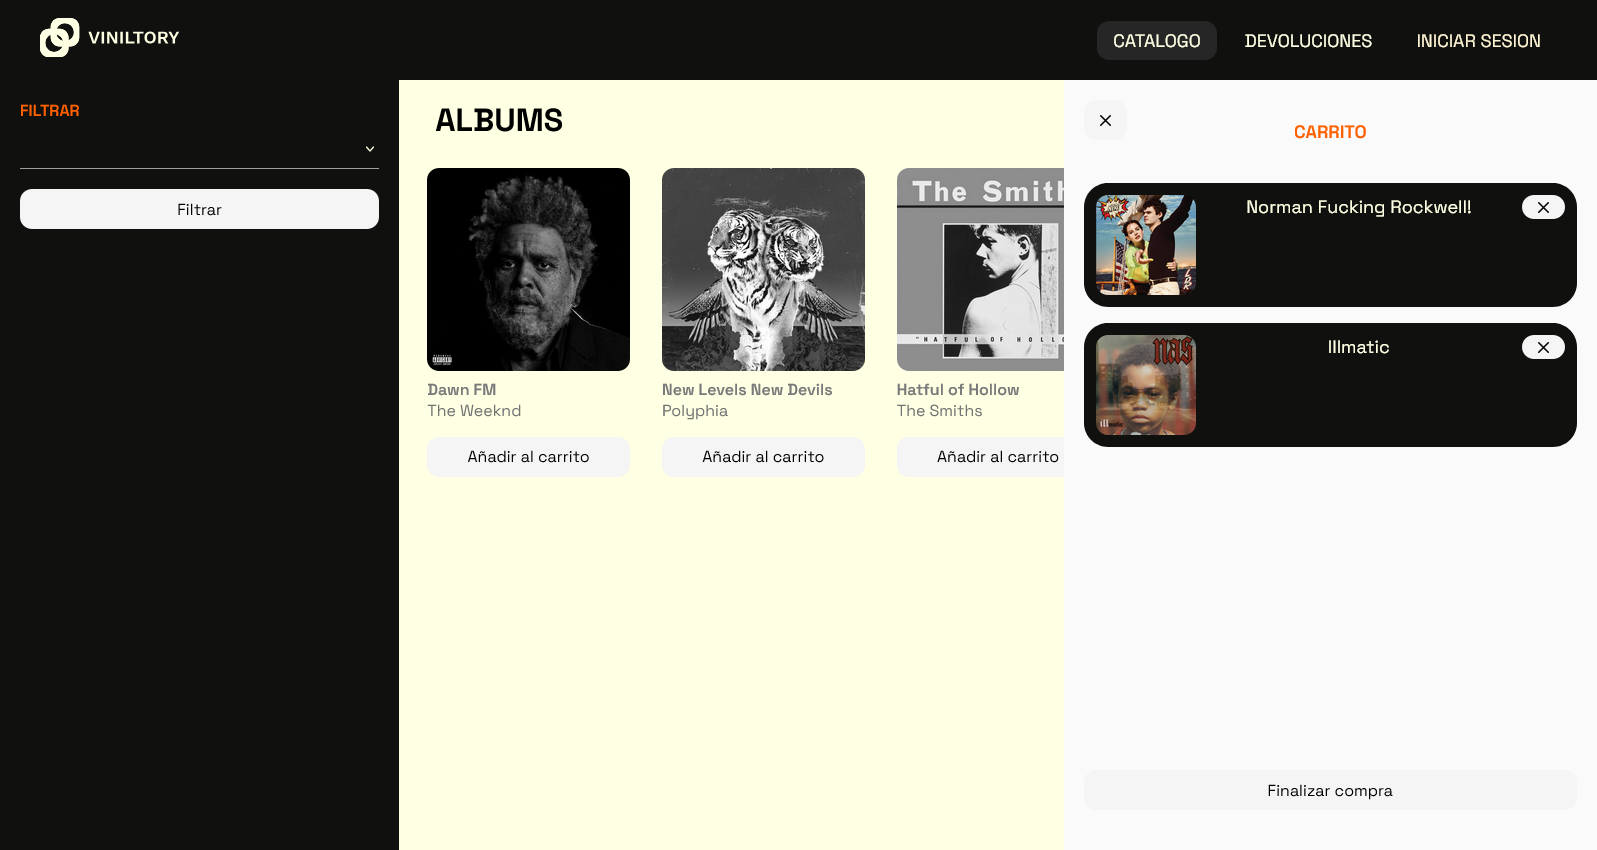 VINILTORY
CATALOGO
DEVOLUCIONES
INICIAR SESION
FILTRAR
Filtrar
ALBUMS
The Smith
"HATFUL OF HOLLO
Dawn FM
The Weeknd
Añadir al carrito
New Levels New Devils
Polyphia
Añadir al carrito
Hatful of Hollow
The Smiths
Añadir al carrito
CARRITO
Norman Fucking Rockwell!
nas
Illmatic
Finalizar compra